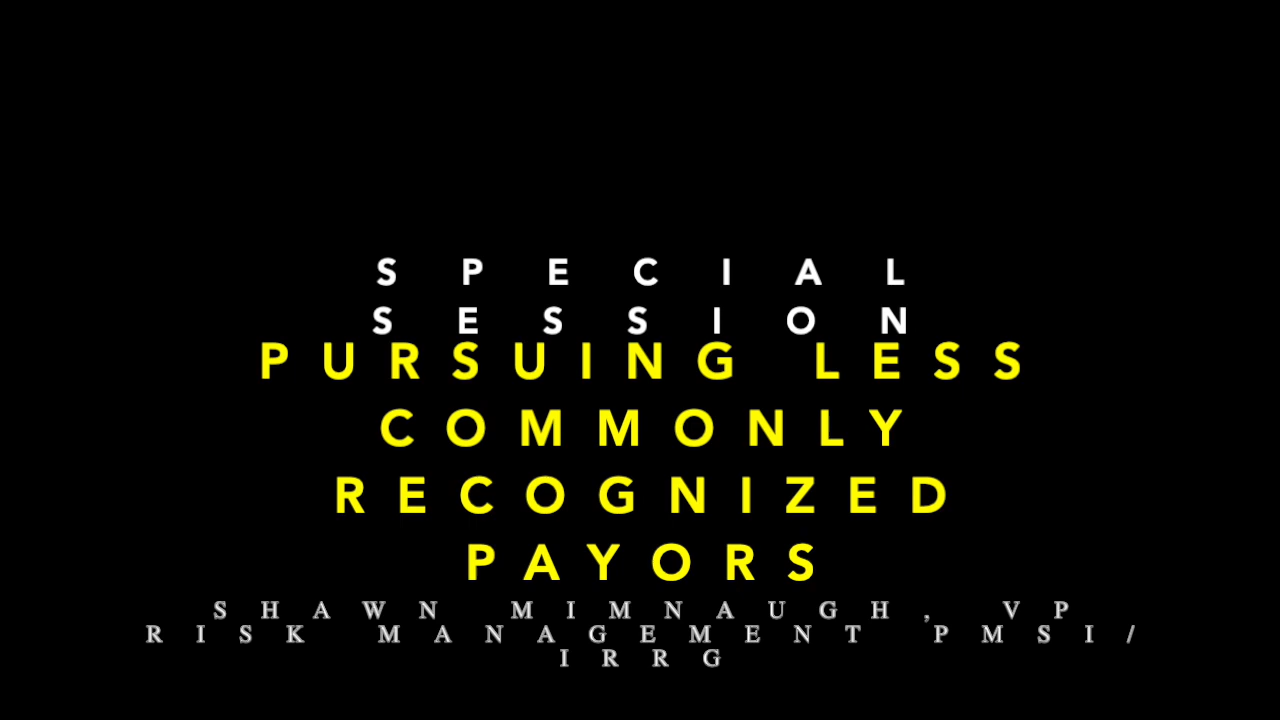 SPECIAL
SESSION
PURSUING LESS
COMMONLY
RECOGNIZED
PAYORS
SHAWN MIMNAUGH, VP
RISK MANAGEMENT PMSI/
IRRG